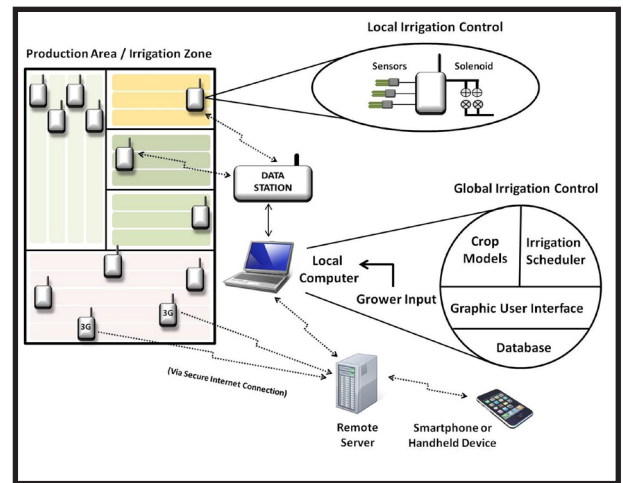 Local Irrigation Control
Production Area / Irrigation Zone
Sensors
Solenoid
DATA
STATION
Global Irrigation Control
Crop
Models
Irrigation
Scheduler
Local
Computer
Grower Input
Graphic User Interface
Database
3G
3G
(Via Secure Internet Connection)
Remote
Server
Smartphone or
Handheld Device